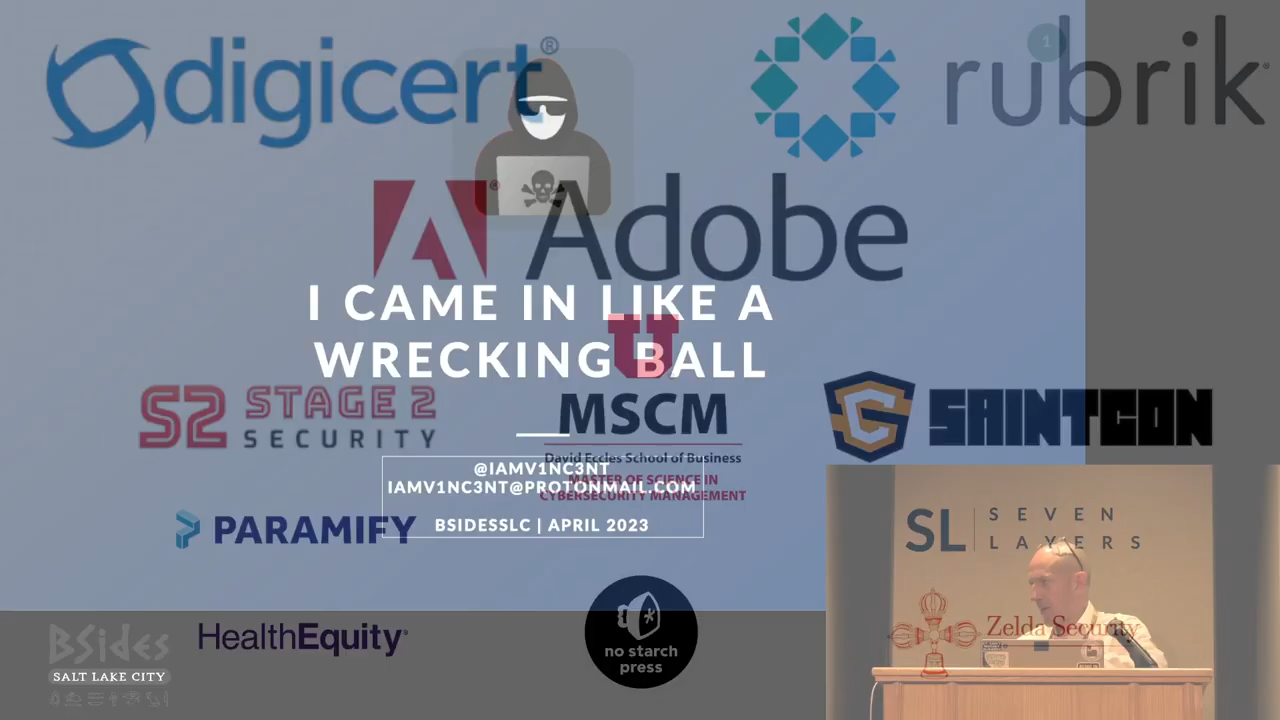 digicert®
1
rubrik
Adobe
I CAME IN LIKE A
WRECKING BALL
U
S2 STAGE 2
SECURITY
MSCM
David Eccles School of Business
MASTER OF SCIENCE IN
CYBERSECURITY MANAGEMENT
SAINTCON
@IAMV1NC3NT
IAMV1NC3NT@PROTONMAIL.COM
BSIDESSLC | APRIL 2023
PARAMIFY
SL SEVEN
LAYERS
Zelda Security
BSides
SALT LAKE CITY
HealthEquity
no starch
press